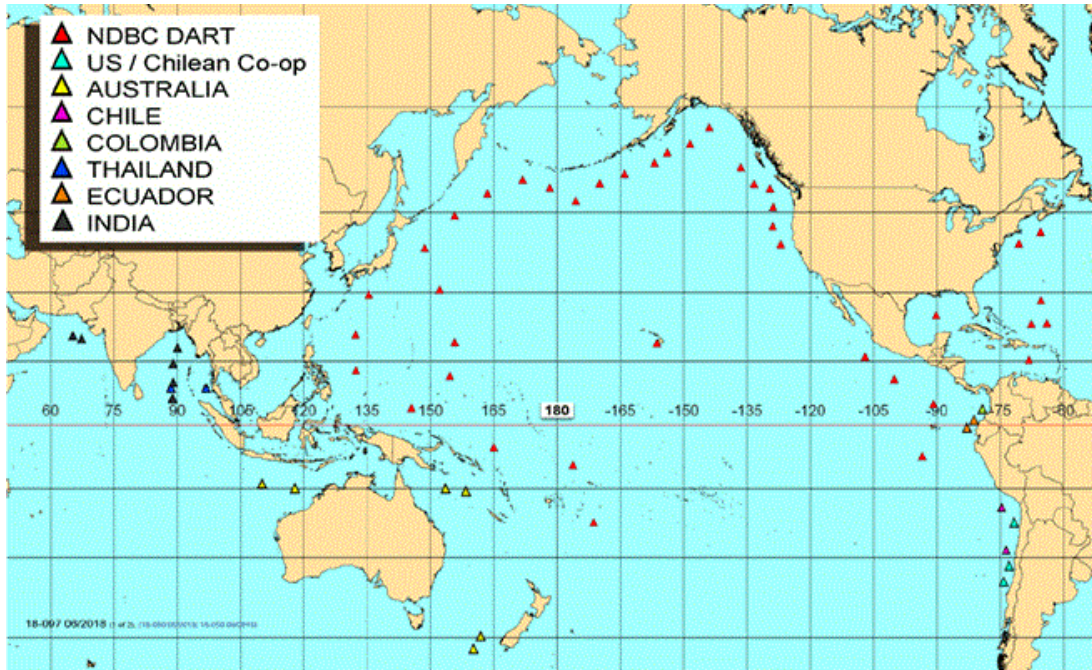 NDBC DART
US / Chilean Co-op
AUSTRALIA
CHILE
COLOMBIA
THAILAND
ECUADOR
INDIA
60 75 90 105 120 135 150 165 180 -165 -150 -135 -120 -105 -90 -75 -60
18-097 06/2018